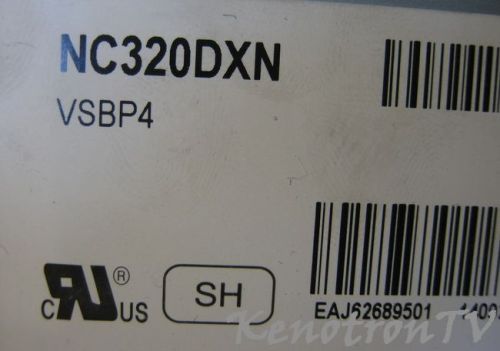 NC320DXN
VSBP4
C US ®
SH
EAJ62689501
KenotronTV